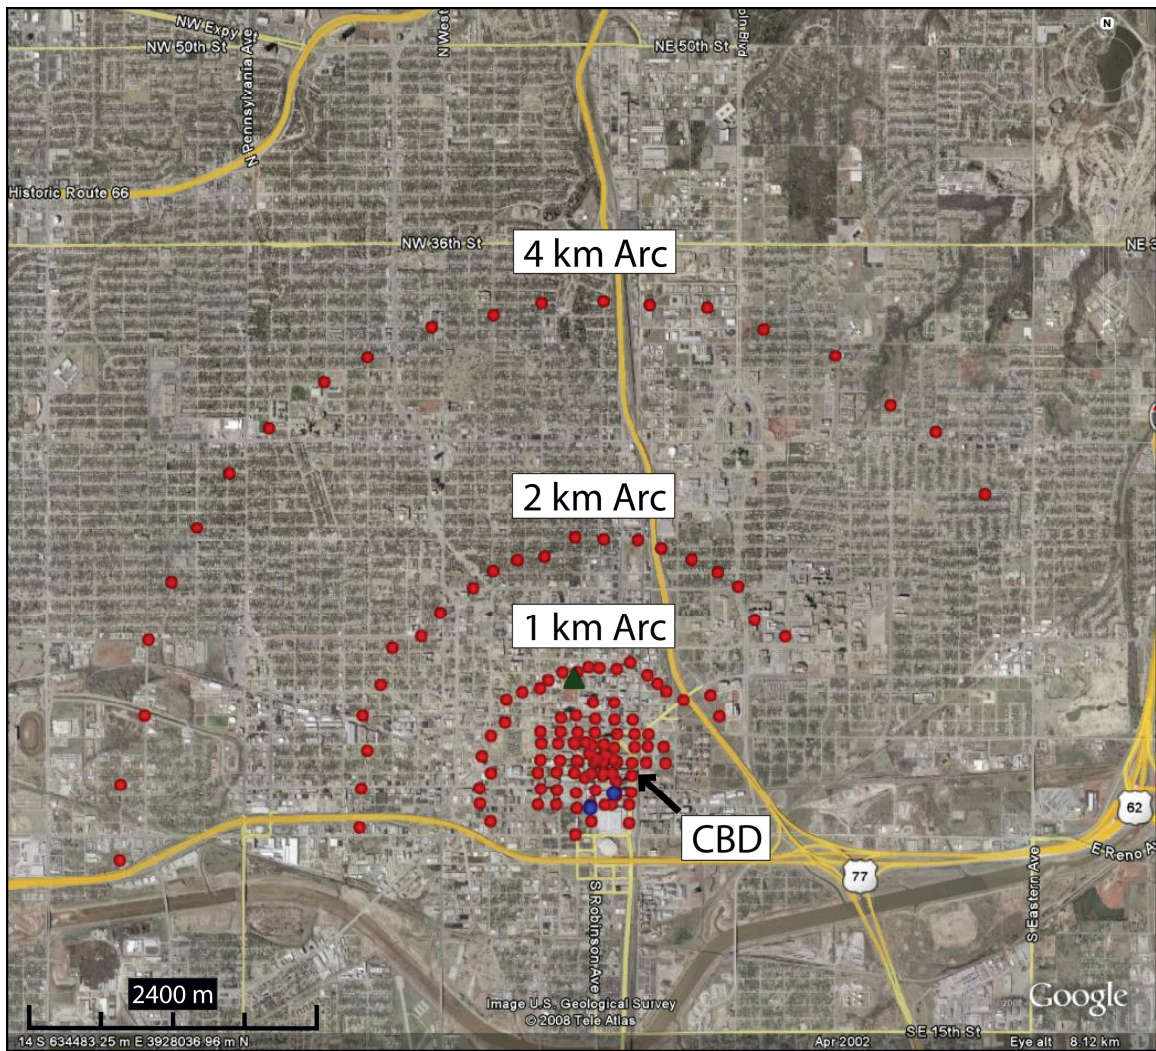 NW Expy
NW 50th St
N Pennsylvania Ave
N West
NE 50th St
N
Historic Route 66
NW 36th St
NE 3
4 km Arc
2 km Arc
1 km Arc
CBD
62
77
E Reno Av
S Eastern Ave
S Robinson Ave
2400 m
Image U.S. Geological Survey
© 2008 Tele Atlas
Google
SE 15th St
14 S 634483.25 m E 3928036.96 m N
Apr 2002
Eye alt 8.12 km